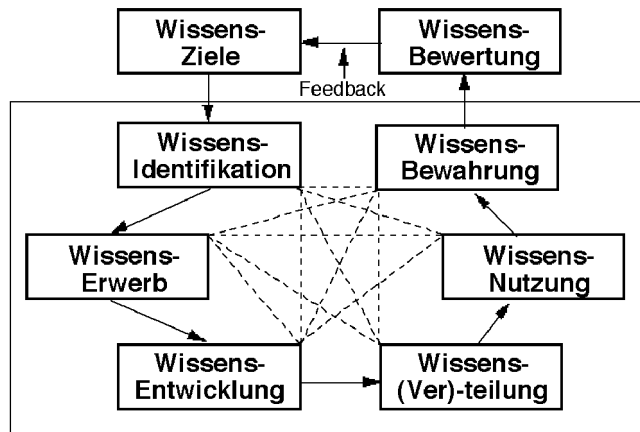 Wissens-
Ziele
Wissens-
Bewertung
Feedback
Wissens-
Identifikation
Wissens-
Bewahrung
Wissens-
Erwerb
Wissens-
Nutzung
Wissens-
Entwicklung
Wissens-
(Ver)-teilung